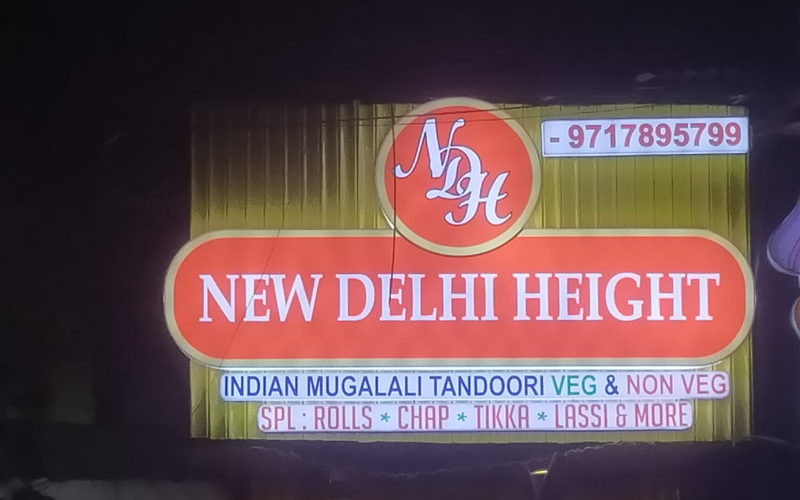 NDH
- 9717895799
NEW DELHI HEIGHT
INDIAN MUGALALI TANDOORI VEG & NON VEG
SPL : ROLLS * CHAP * TIKKA * LASSI & MORE